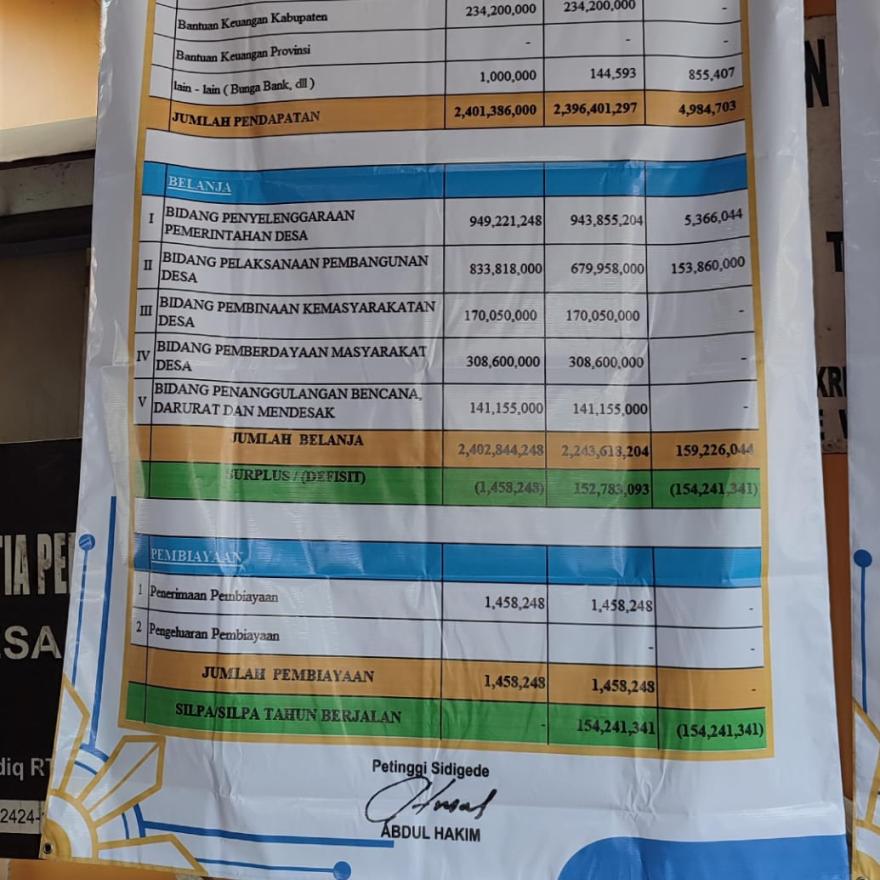 Bantuan Keuangan Kabupaten 234,200,000 234,200,000 -
Bantuan Keuangan Provinsi - - -
lain - lain ( Bunga Bank, dll ) 1,000,000 144,593 855,407
JUMLAH PENDAPATAN 2,401,386,000 2,396,401,297 4,984,703
BELANJA
I BIDANG PENYELENGGARAAN
PEMERINTAHAN DESA 949,221,248 943,855,204 5,366,044
II BIDANG PELAKSANAAN PEMBANGUNAN
DESA 833,818,000 679,958,000 153,860,000
III BIDANG PEMBINAAN KEMASYARAKATAN
DESA 170,050,000 170,050,000 -
IV BIDANG PEMBERDAYAAN MASYARAKAT
DESA 308,600,000 308,600,000 -
V BIDANG PENANGGULANGAN BENCANA,
DARURAT DAN MENDESAK 141,155,000 141,155,000 -
JUMLAH BELANJA 2,402,844,248 2,243,618,204 159,226,044
SURPLUS / (DEFISIT) (1,458,248) 152,783,093 (154,241,341)
PEMBIAYAAN
1 Penerimaan Pembiayaan 1,458,248 1,458,248 -
2 Pengeluaran Pembiayaan - -
JUMLAH PEMBIAYAAN 1,458,248 1,458,248 -
SILPA/SILPA TAHUN BERJALAN - 154,241,341 (154,241,341)
Petinggi Sidigede
ABDUL HAKIM